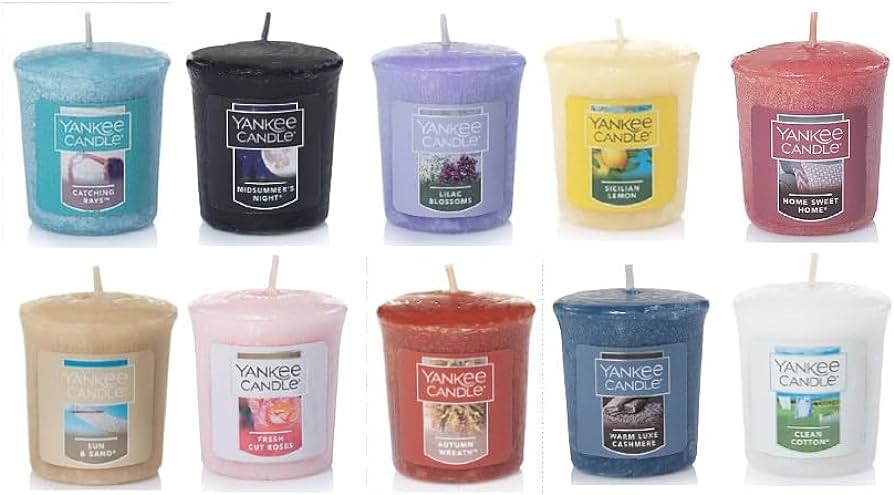 YANKEE
CANDLE®
CATCHING
RAYS™
YANKEE
CANDLE®
MIDSUMMER'S
NIGHT®
YANKEE
CANDLE®
LILAC
BLOSSOMS
YANKEE
CANDLE®
SICILIAN
LEMON
YANKEE
CANDLE®
HOME SWEET
HOME®
YANKEE
CANDLE®
SUN
& SAND®
YANKEE
CANDLE®
FRESH
CUT ROSES
YANKEE
CANDLE®
AUTUMN
WREATH™
YANKEE
CANDLE®
WARM LUXE
CASHMERE
YANKEE
CANDLE®
CLEAN
COTTON®